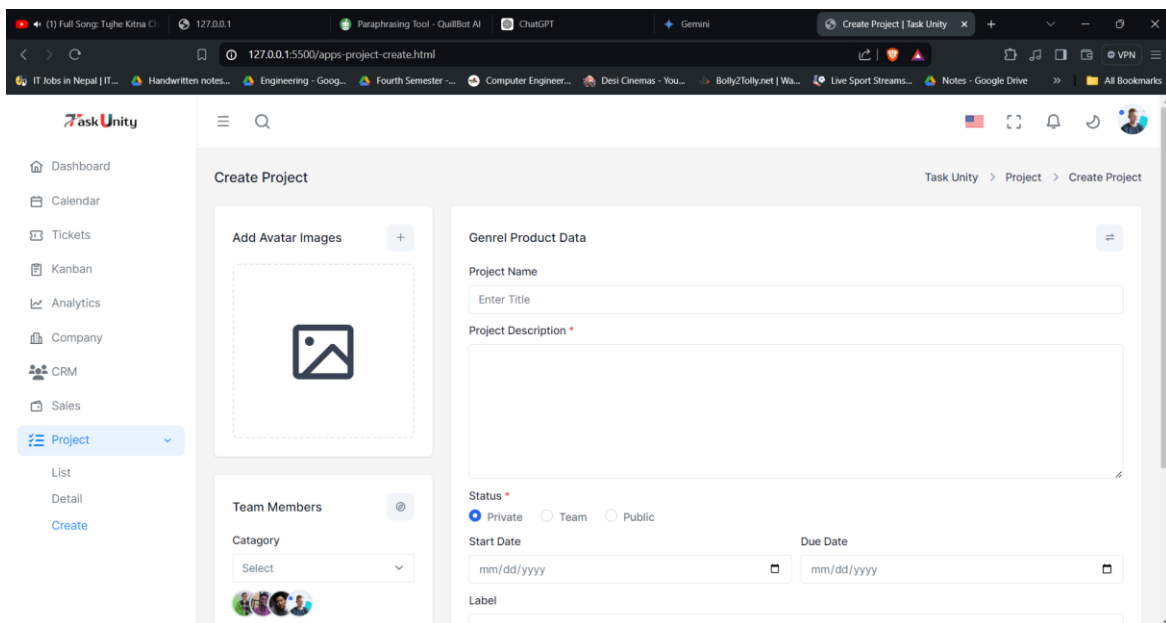 (1) Full Song: Tujhe Kitna Ch 127.0.0.1 Paraphrasing Tool - QuillBot AI ChatGPT Gemini Create Project | Task Unity
127.0.0.1:5500/apps-project-create.html VPN
IT Jobs in Nepal | IT... Handwritten notes... Engineering - Goog... Fourth Semester -... Computer Engineer... Desi Cinemas - You... Bolly2Tolly.net | Wa... Live Sport Streams... Notes - Google Drive All Bookmarks
Task Unity
Dashboard
Calendar
Tickets
Kanban
Analytics
Company
CRM
Sales
Project
List
Detail
Create
Create Project
Task Unity > Project > Create Project
Add Avatar Images
Team Members
Catagory
Select
Genrel Product Data
Project Name
Enter Title
Project Description *
Status *
Private Team Public
Start Date Due Date
mm/dd/yyyy mm/dd/yyyy
Label